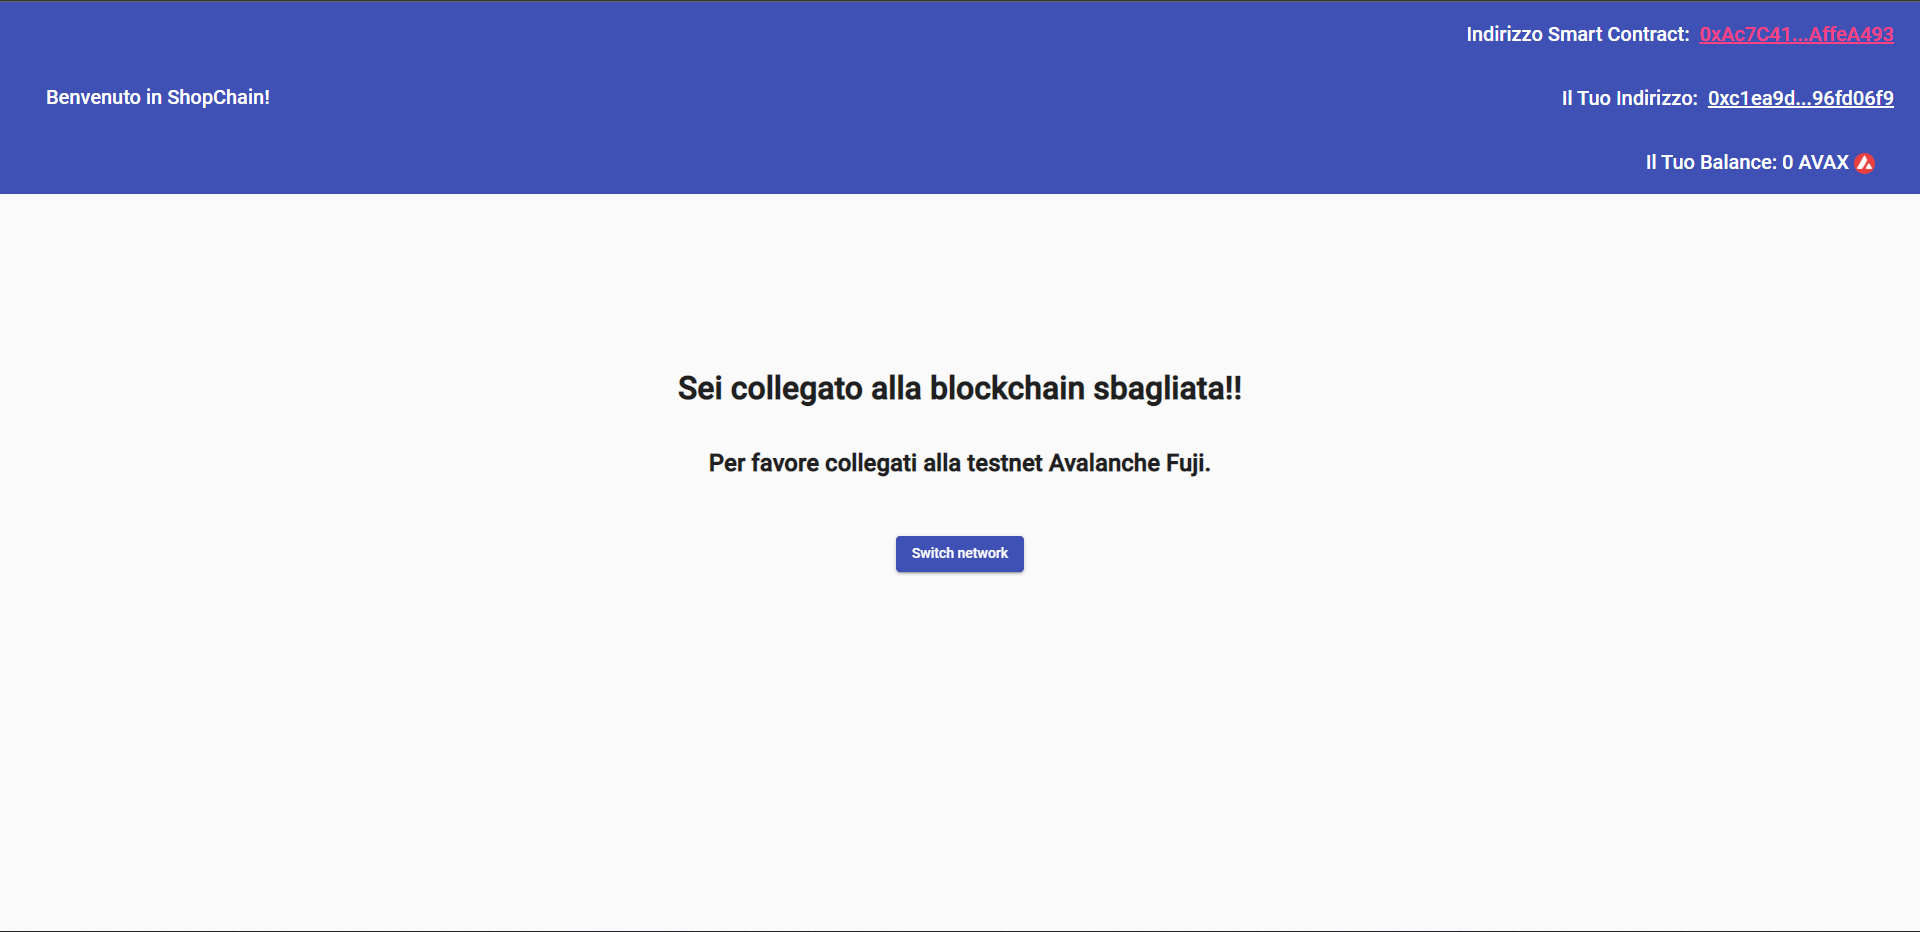 Indirizzo Smart Contract: 0xAc7C41...AffeA493
Benvenuto in ShopChain!
Il Tuo Indirizzo: 0xc1ea9d...96fd06f9
Il Tuo Balance: 0 AVAX
Sei collegato alla blockchain sbagliata!!
Per favore collegati alla testnet Avalanche Fuji.
Switch network